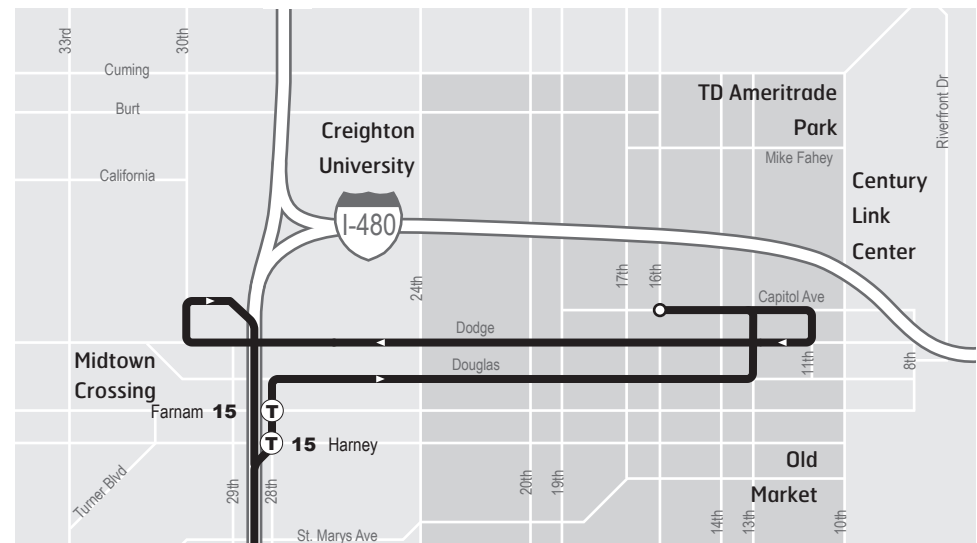 33rd
30th
Cuming
Burt
California
Creighton
University
I-480
TD Ameritrade
Park
Mike Fahey
Riverfront Dr
Century
Link
Center
24th
17th
16th
Capitol Ave
Dodge
Douglas
11th
8th
Midtown
Crossing
Farnam 15
T
T
15 Harney
Turner Blvd
29th
28th
20th
19th
Old
Market
14th
13th
10th
St. Marys Ave